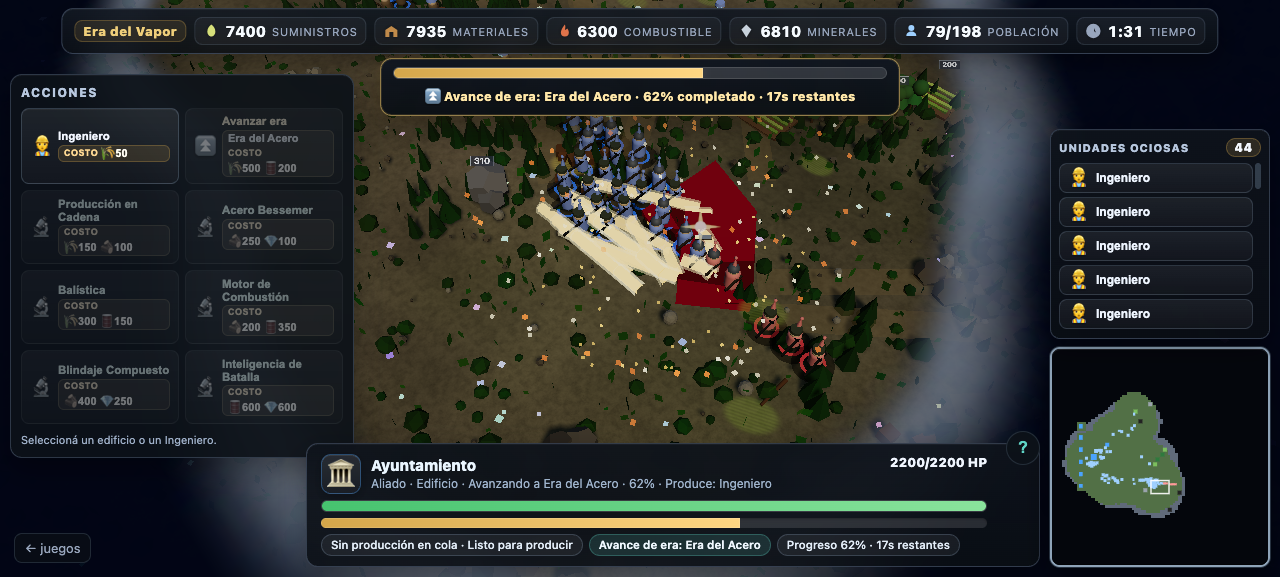 Era del Vapor
7400 SUMINISTROS
7935 MATERIALES
6300 COMBUSTIBLE
6810 MINERALES
79/198 POBLACIÓN
1:31 TIEMPO
Avance de era: Era del Acero · 62% completado · 17s restantes
200
310
ACCIONES
Ingeniero
COSTO 50
Avanzar era
Era del Acero
COSTO
500 200
Producción en
Cadena
COSTO
150 100
Acero Bessemer
COSTO
250 100
Balística
COSTO
300 150
Motor de
Combustión
COSTO
200 350
Blindaje Compuesto
COSTO
400 250
Inteligencia de
Batalla
COSTO
600 600
Seleccioná un edificio o un Ingeniero.
UNIDADES OCIOSAS 44
Ingeniero
Ingeniero
Ingeniero
Ingeniero
Ingeniero
?
Ayuntamiento
2200/2200 HP
Aliado · Edificio · Avanzando a Era del Acero · 62% · Produce: Ingeniero
Sin producción en cola · Listo para producir
Avance de era: Era del Acero
Progreso 62% · 17s restantes
← juegos